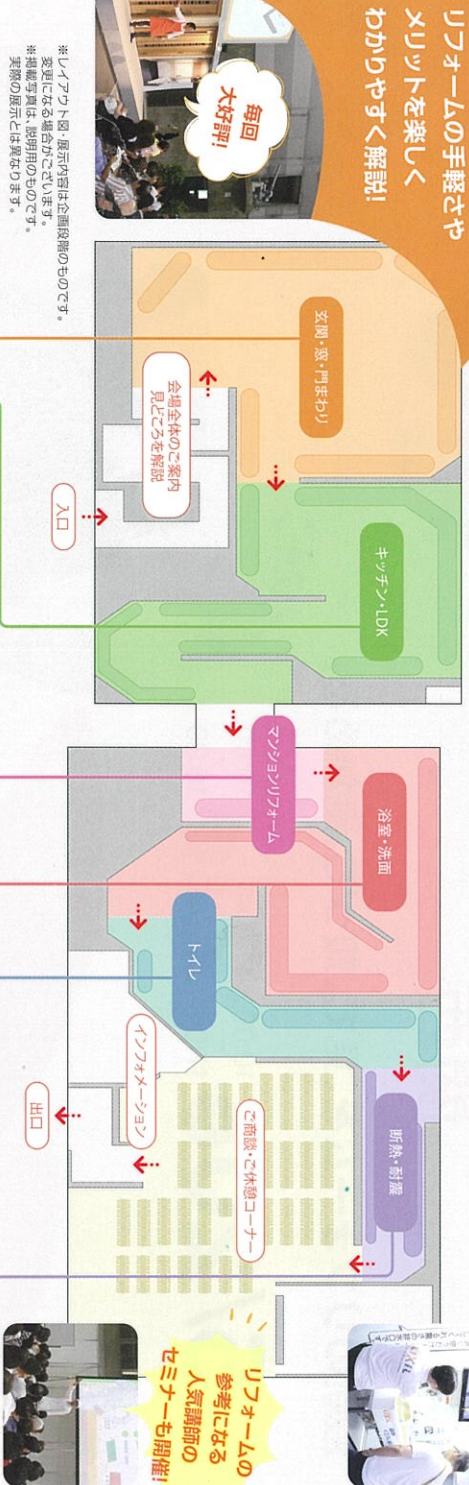 リフォームの手軽さや
メリットを楽しく
わかりやすく解説!
毎回
大好評!
※レイアウト図・展示内容は企画段階のものです。
変更になる場合がございます。
※掲載写真は、説明用のものです。
実際の展示とは異なります。
玄関・窓・門まわり
会場全体のご案内
見どころを解説
入口
キッチン・LDK
マンションリフォーム
浴室・洗面
トイレ
断熱・耐震
インフォメーション
ご商談・ご休憩コーナー
出口
リフォームの
参考になる
人気講師の
セミナーも開催!